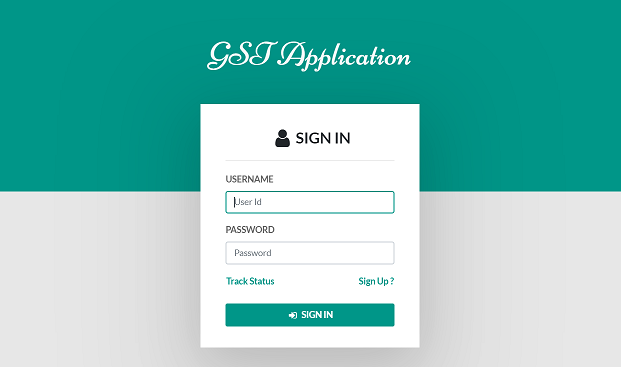 GST Application
SIGN IN
USERNAME
User Id
PASSWORD
Password
Track Status Sign Up ?
SIGN IN